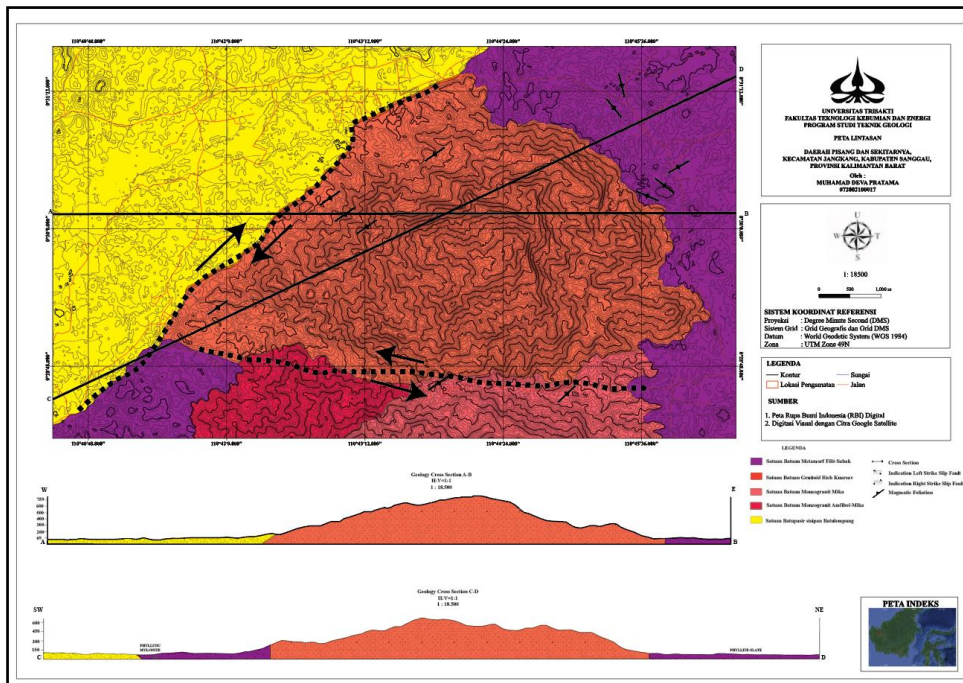 110°40'48.000"
110°42'0.000"
110°43'12.000"
110°44'24.000"
110°45'36.000"
D
A
B
C
110°42'0.000"
110°43'12.000"
110°44'24.000"
110°45'36.000"
UNIVERSITAS TRISAKTI
FAKULTAS TEKNOLOGI KEBUMIAN DAN ENERGI
PROGRAM STUDI TEKNIK GEOLOGI
PETA LINTASAN
DAERAH PISANG DAN SEKITARNYA,
KECAMATAN JANGKANG, KABUPATEN SANGGAU,
PROVINSI KALIMANTAN BARAT
Oleh :
MUHAMAD DEVA PRATAMA
072002100017
U
W T
S
1: 18500
0 500 1,000 m
SISTEM KOORDINAT REFERENSI
Proyeksi : Degree Minute Second (DMS)
Sistem Grid : Grid Geografis dan Grid DMS
Datum : World Geodetic System (WGS 1984)
Zona : UTM Zone 49N
LEGENDA
Kontur Sungai
Lokasi Pengamatan Jalan
SUMBER
1. Peta Rupa Bumi Indonesia (RBI) Digital
2. Digitasi Visual dengan Citra Google Satellite
LEGENDA
Satuan Batuan Metamorf Filit-Sabak
Satuan Batuan Granitoid Rich Kuarsa
Satuan Batuan Monzogranit Mika
Satuan Batuan Monzogranit Amfibol-Mika
Satuan Batupasir sisipan Batulempung
Cross Section
Indication Left Strike Slip Fault
Indication Right Strike Slip Fault
Magnetic Foliation
Geology Cross Section A-B
H:V=1:1
1 : 18.500
W E
A B
Geology Cross Section C-D
H:V=1:1
1 : 18.500
SW NE
600
450
PHYLLITIC
MYLONITE
PHYLLITE-SLATE
C D
PETA INDEKS